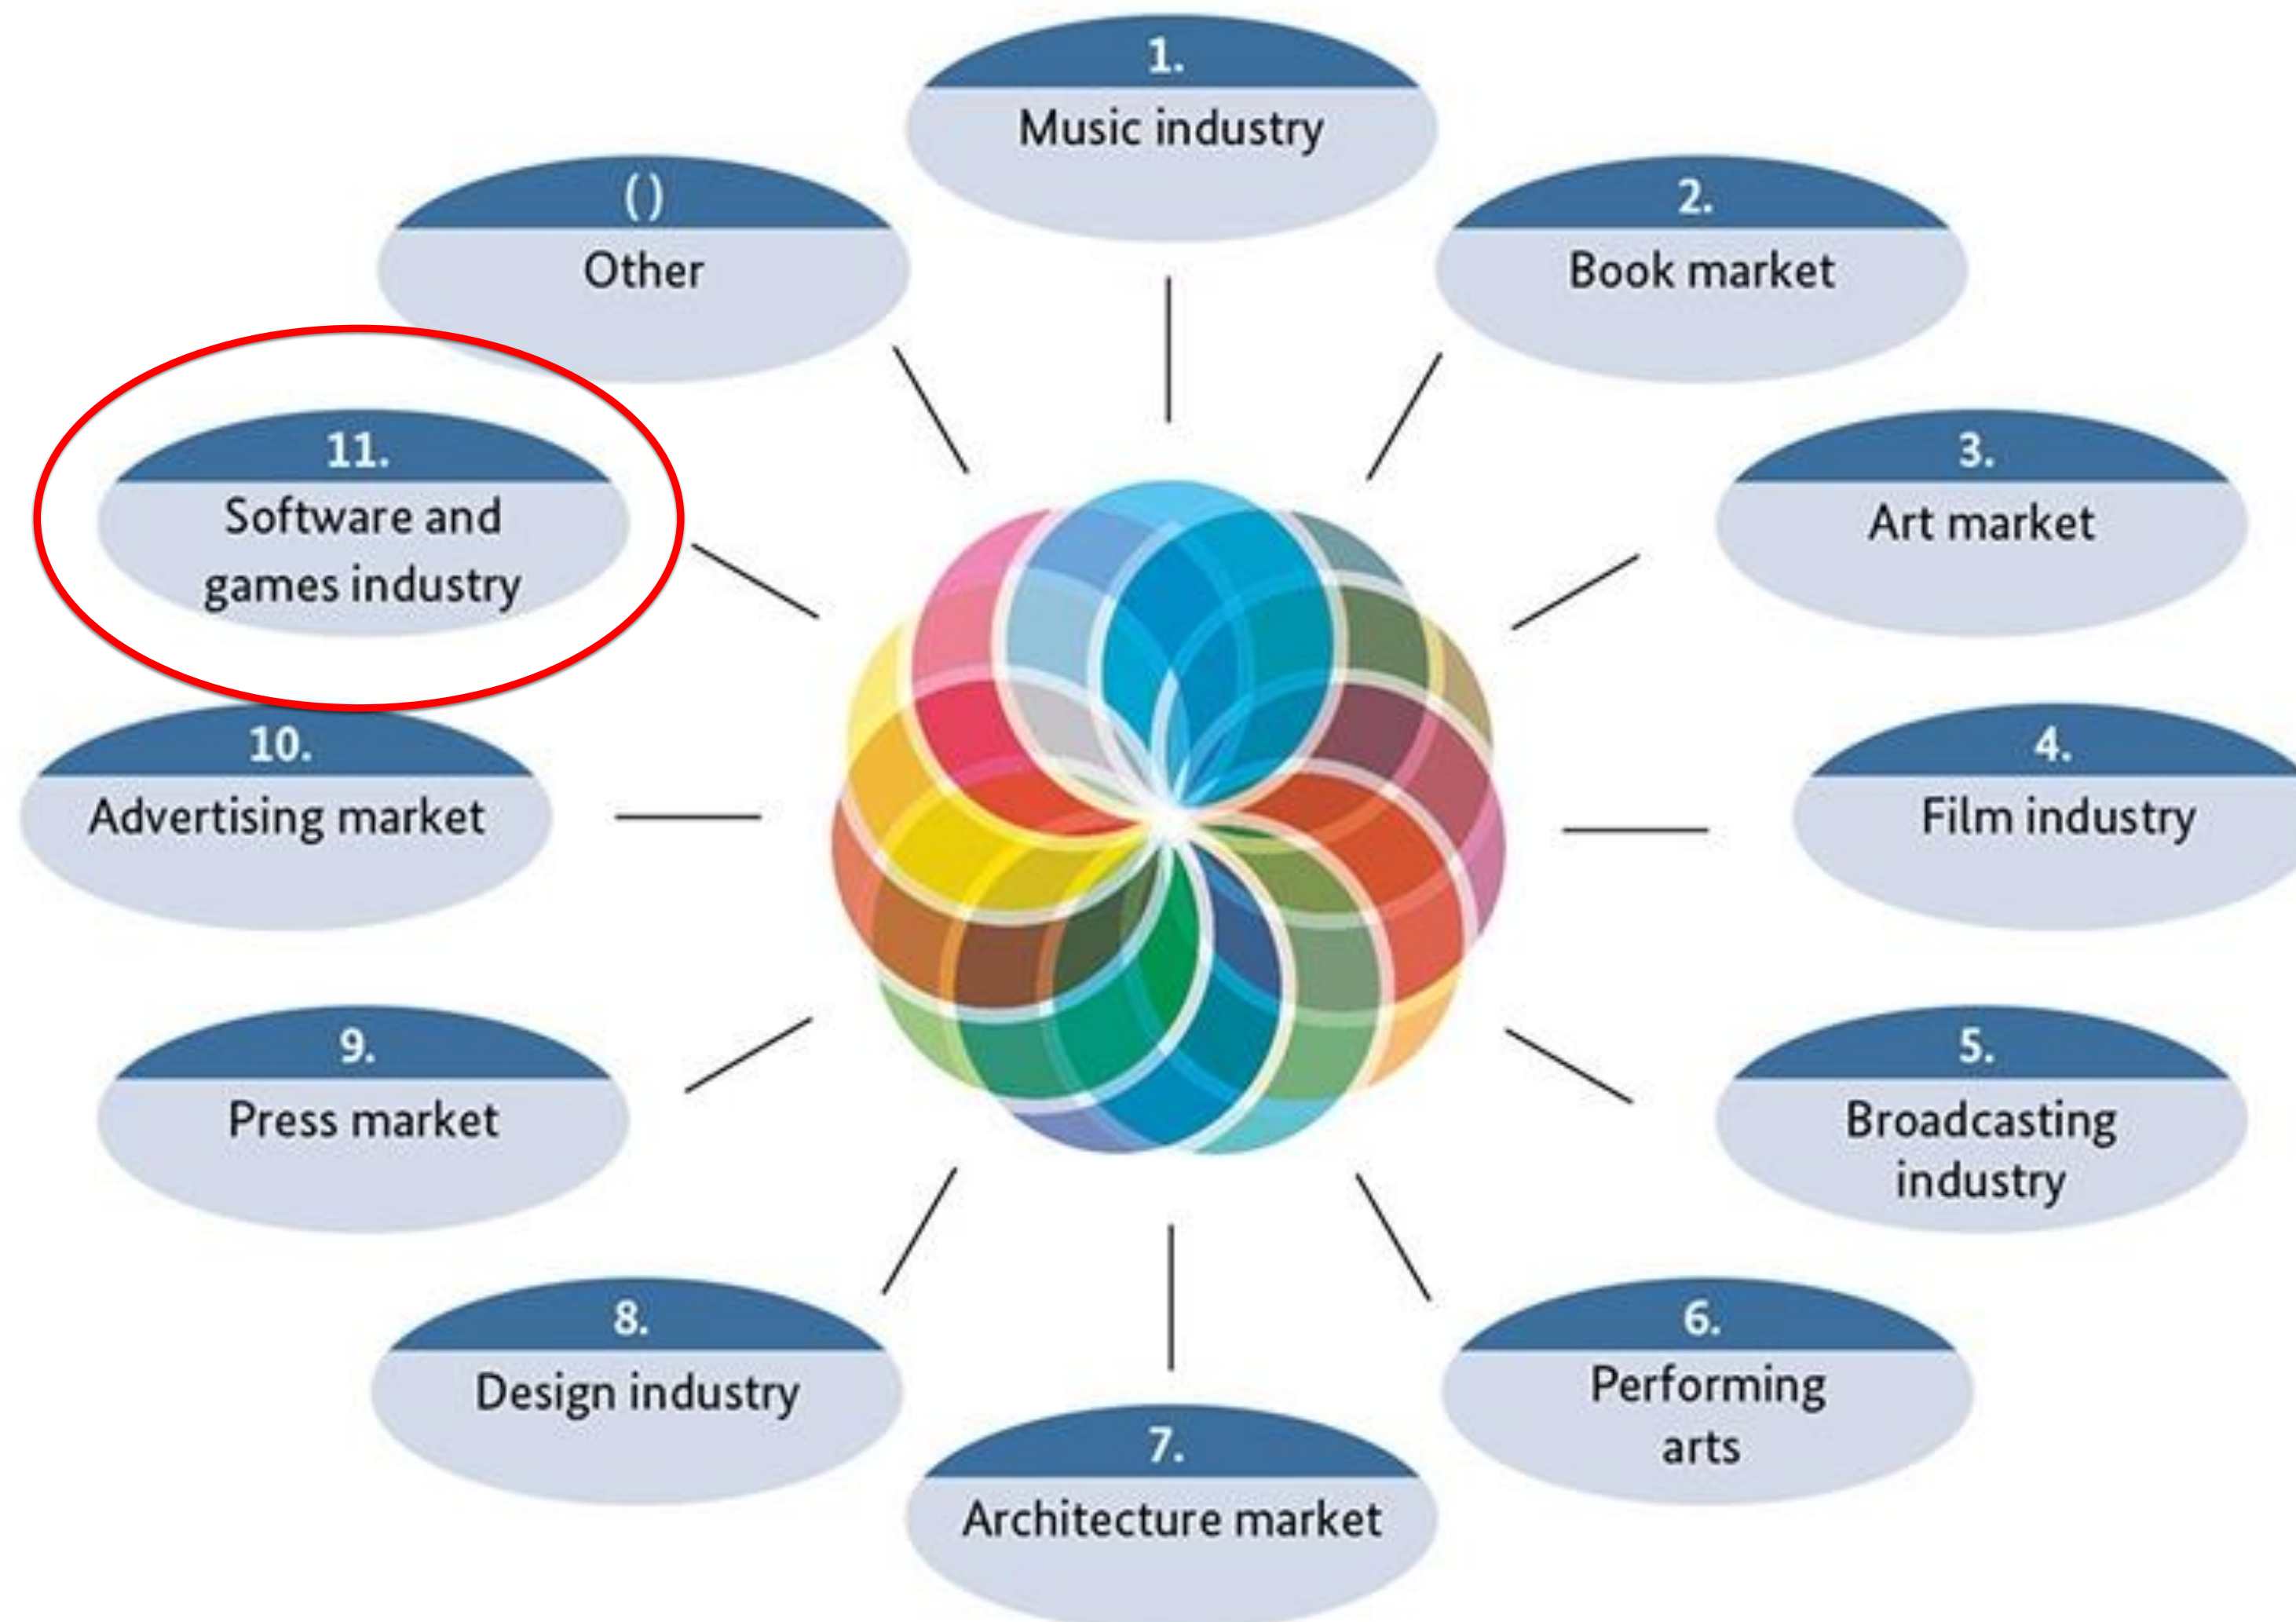 1.
Music industry
2.
Book market
3.
Art market
4.
Film industry
5.
Broadcasting
industry
6.
Performing
arts
7.
Architecture market
8.
Design industry
9.
Press market
10.
Advertising market
11.
Software and
games industry
()
Other